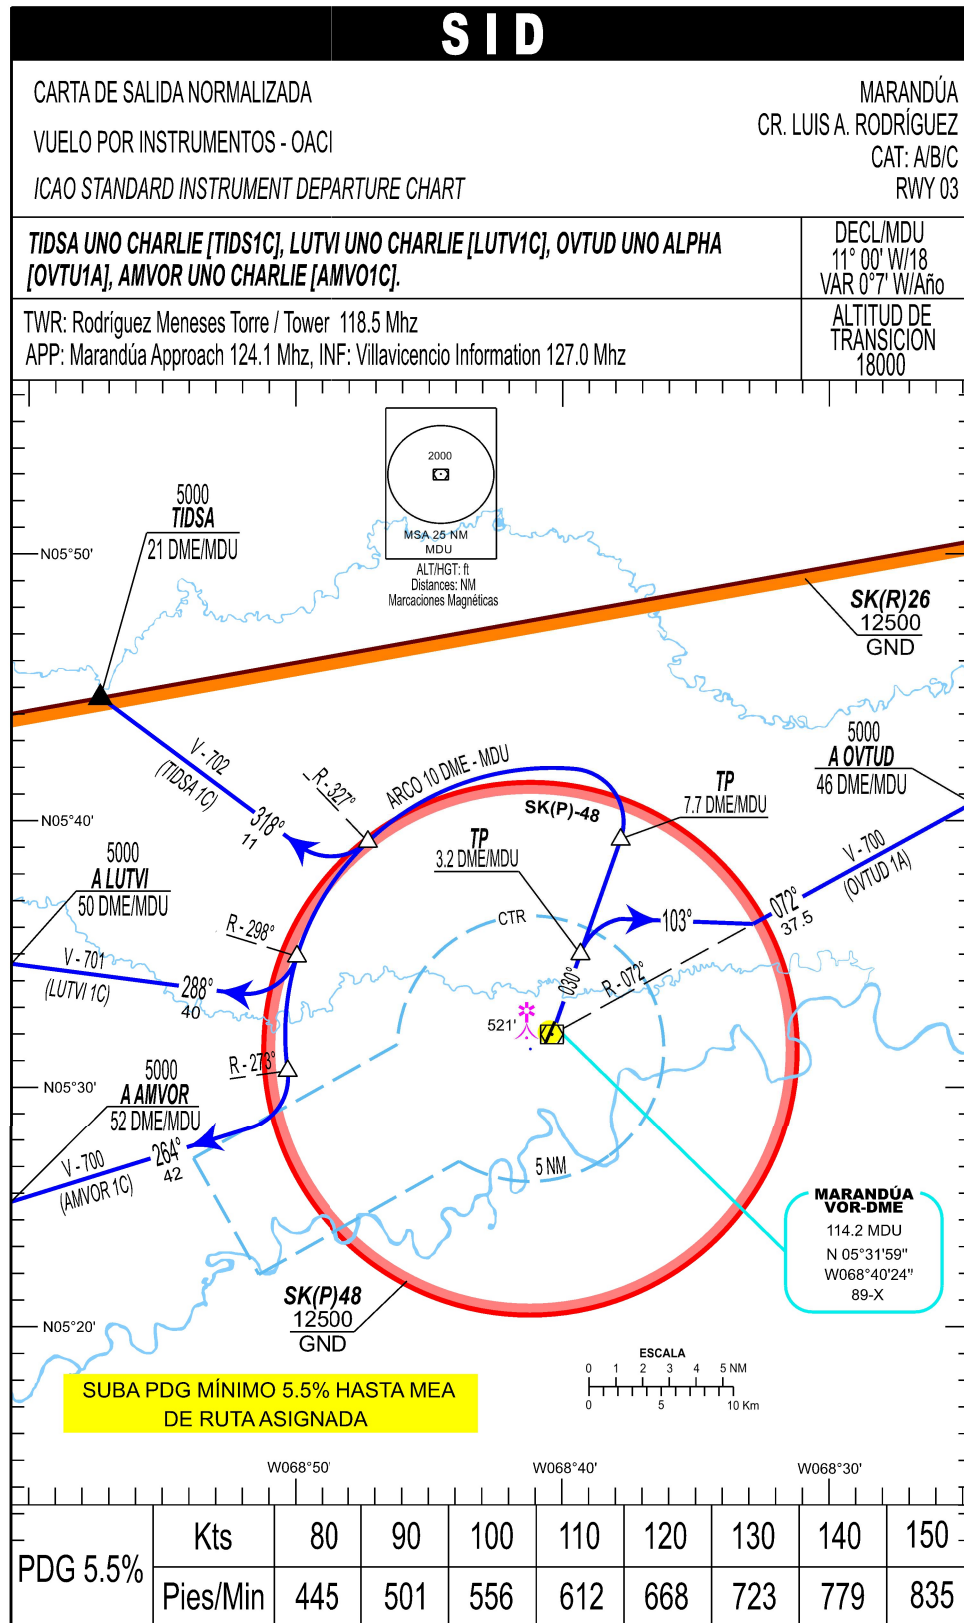 SID
CARTA DE SALIDA NORMALIZADA
VUELO POR INSTRUMENTOS - OACI
ICAO STANDARD INSTRUMENT DEPARTURE CHART
MARANDÚA
CR. LUIS A. RODRÍGUEZ
CAT: A/B/C
RWY 03
TIDSA UNO CHARLIE [TIDS1C], LUTVI UNO CHARLIE [LUTV1C], OVTUD UNO ALPHA
[OVTU1A], AMVOR UNO CHARLIE [AMVO1C].
DECL/MDU
11° 00' W/18
VAR 0°7' W/Año
TWR: Rodríguez Meneses Torre / Tower 118.5 Mhz
APP: Marandúa Approach 124.1 Mhz, INF: Villavicencio Information 127.0 Mhz
ALTITUD DE
TRANSICION
18000
2000
MSA 25 NM
MDU
ALT/HGT: ft
Distances: NM
Marcaciones Magnéticas
5000
TIDSA
21 DME/MDU
N05°50'
SK(R)26
12500
GND
V - 702
(TIDSA 1C)
318°
11
R - 327°
ARCO 10 DME - MDU
SK(P)-48
TP
7.7 DME/MDU
5000
A OVTUD
46 DME/MDU
N05°40'
TP
3.2 DME/MDU
V - 700
(OVTUD 1A)
5000
A LUTVI
50 DME/MDU
072°
37.5
CTR
103°
R - 298°
V - 701
(LUTVI 1C)
288°
40
030°
R - 072°
521'
R - 273°
N05°30'
5000
A AMVOR
52 DME/MDU
V - 700
(AMVOR 1C)
264°
42
5 NM
MARANDÚA
VOR-DME
114.2 MDU
N 05°31'59"
W068°40'24"
89-X
SK(P)48
12500
GND
N05°20'
ESCALA
0 1 2 3 4 5 NM
0 5 10 Km
SUBA PDG MÍNIMO 5.5% HASTA MEA
DE RUTA ASIGNADA
W068°50'
W068°40'
W068°30'
PDG 5.5%
Kts 80 90 100 110 120 130 140 150
Pies/Min 445 501 556 612 668 723 779 835